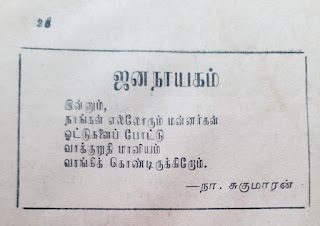 26
ஜனநாயகம்
இன்னும்,
நாங்கள் எல்லோரும் மன்னர்கள்
ஓட்டுகளைப் போட்டு
வாக்குறுதி மானியம்
வாங்கிக் கொண்டிருக்கிறோம்.
—நா. சுகுமாரன்